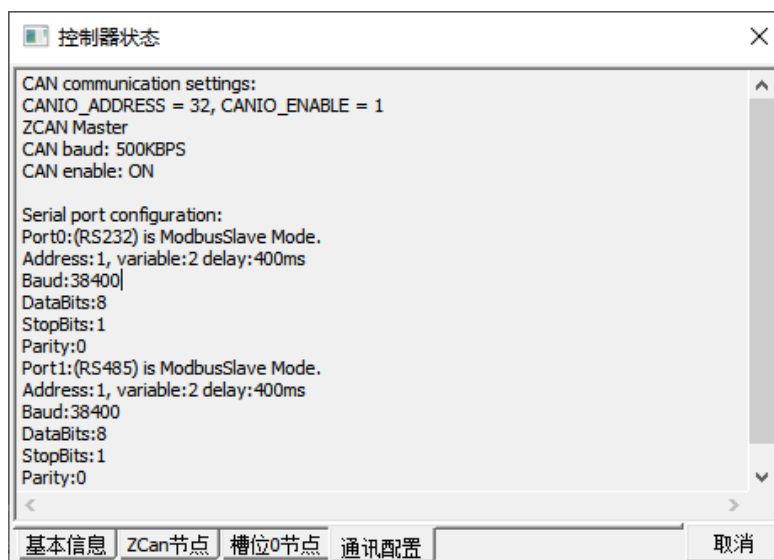 控制器状态
CAN communication settings:
CANIO_ADDRESS = 32, CANIO_ENABLE = 1
ZCAN Master
CAN baud: 500KBPS
CAN enable: ON
Serial port configuration:
Port0:(RS232) is ModbusSlave Mode.
Address:1, variable:2 delay:400ms
Baud:38400
DataBits:8
StopBits:1
Parity:0
Port1:(RS485) is ModbusSlave Mode.
Address:1, variable:2 delay:400ms
Baud:38400
DataBits:8
StopBits:1
Parity:0
基本信息 ZCan节点 槽位0节点 通讯配置 取消